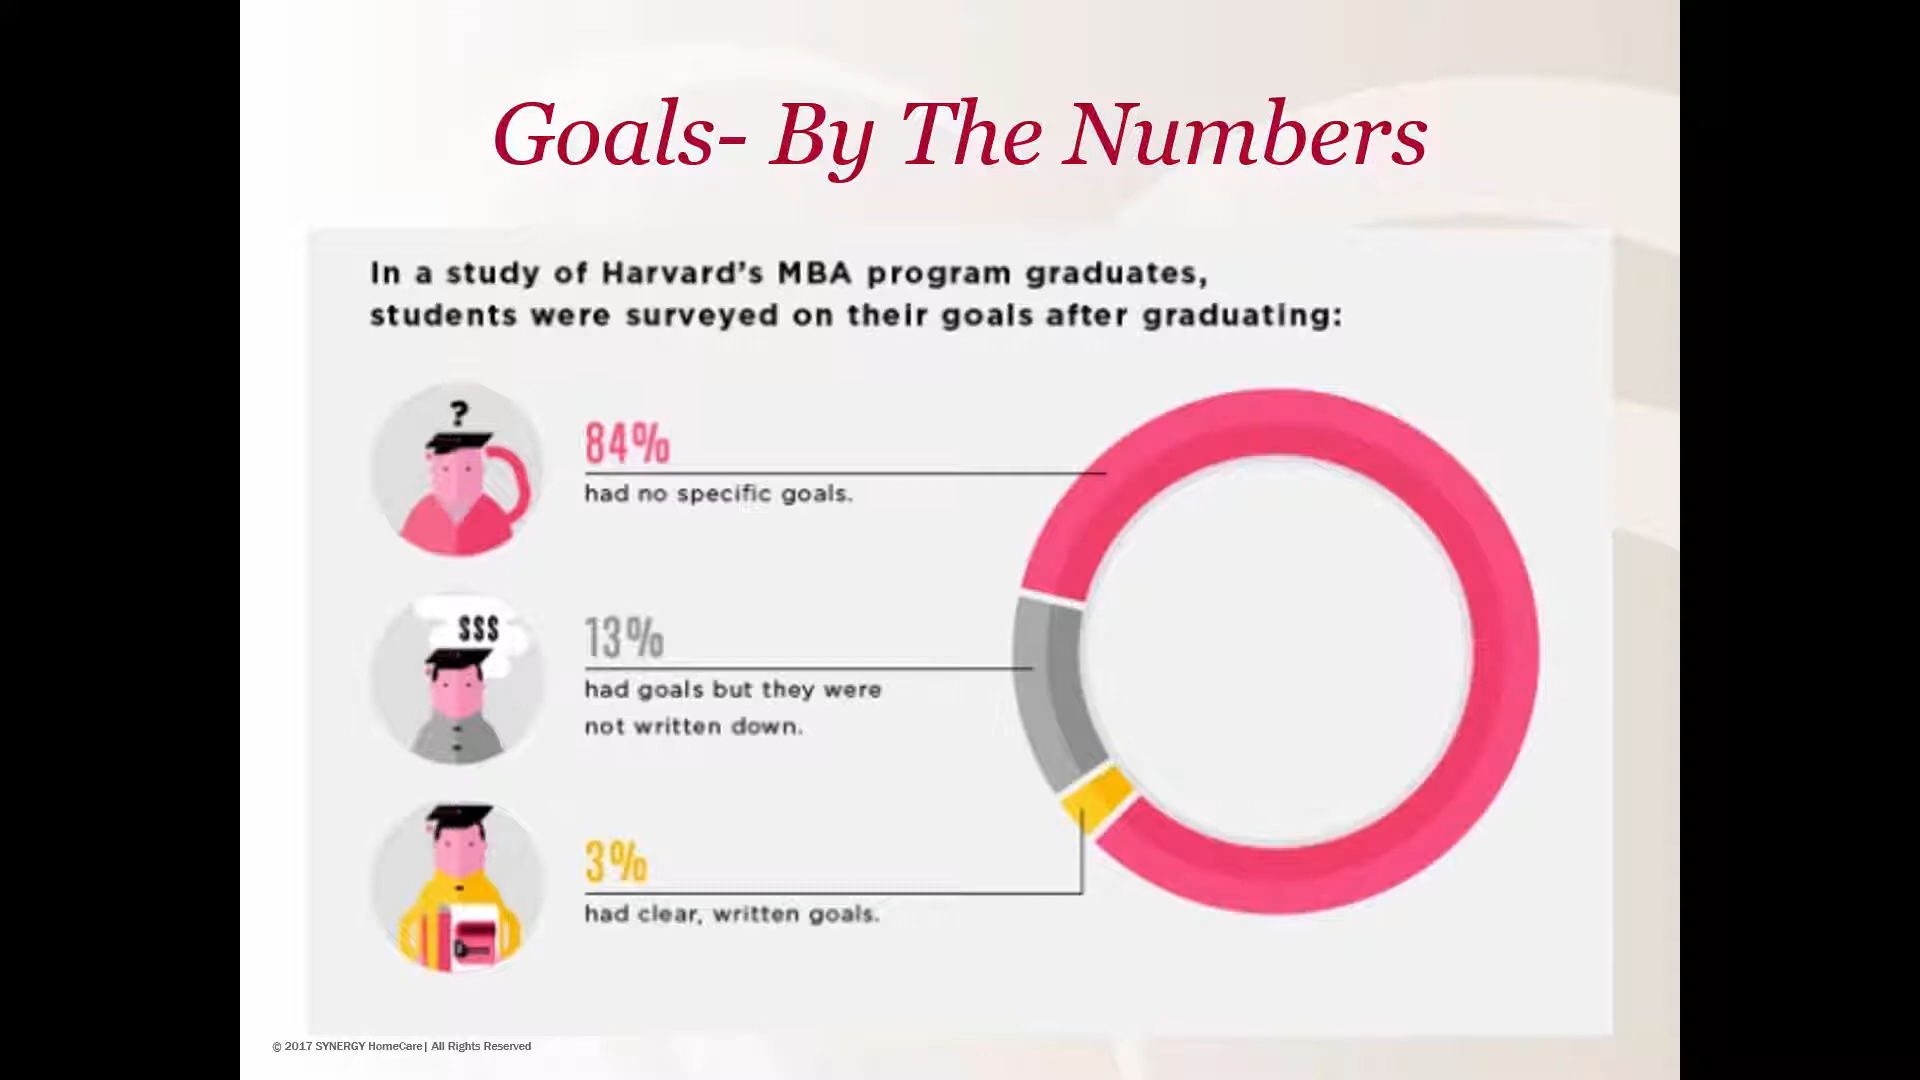 Goals- By The Numbers
In a study of Harvard's MBA program graduates,
students were surveyed on their goals after graduating:
?
84%
had no specific goals.
$$$
13%
had goals but they were
not written down.
3%
had clear, written goals.
© 2017 SYNERGY HomeCare| All Rights Reserved